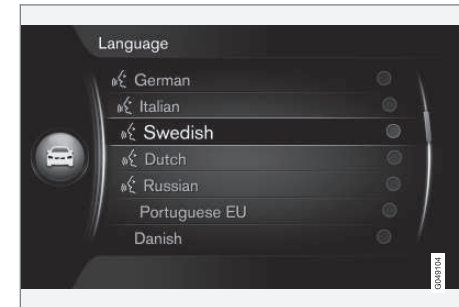 Language
German
Italian
Swedish
Dutch
Russian
Portuguese EU
Danish
G049104